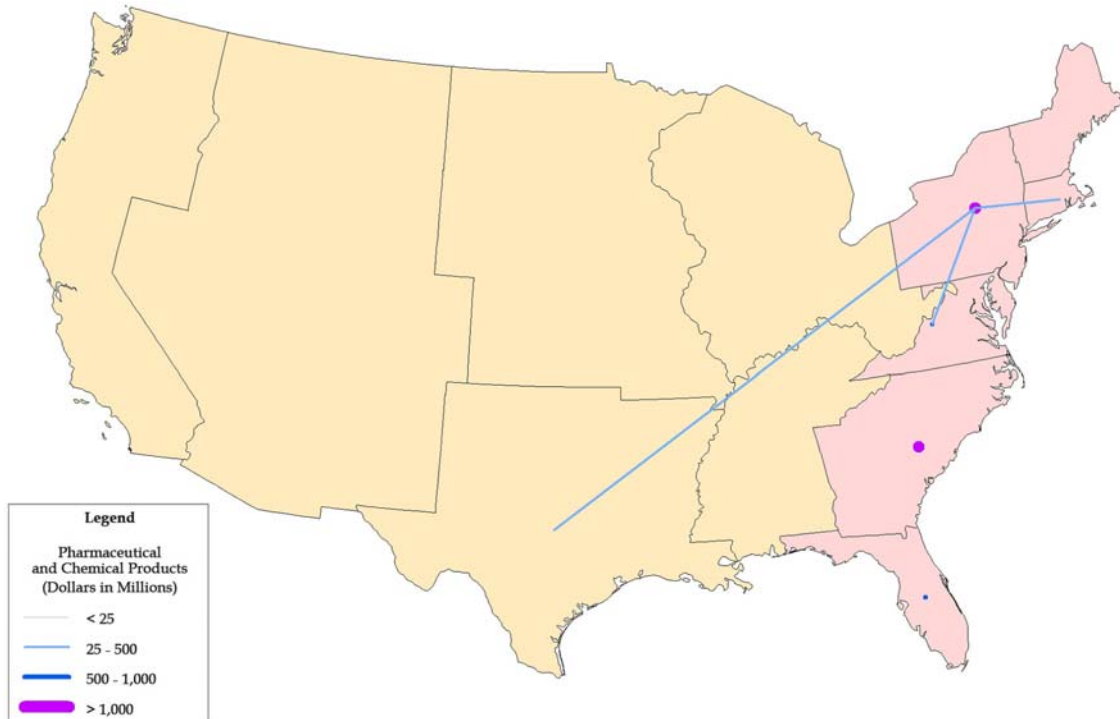 Legend
Pharmaceutical
and Chemical Products
(Dollars in Millions)
< 25
25 - 500
500 - 1,000
> 1,000